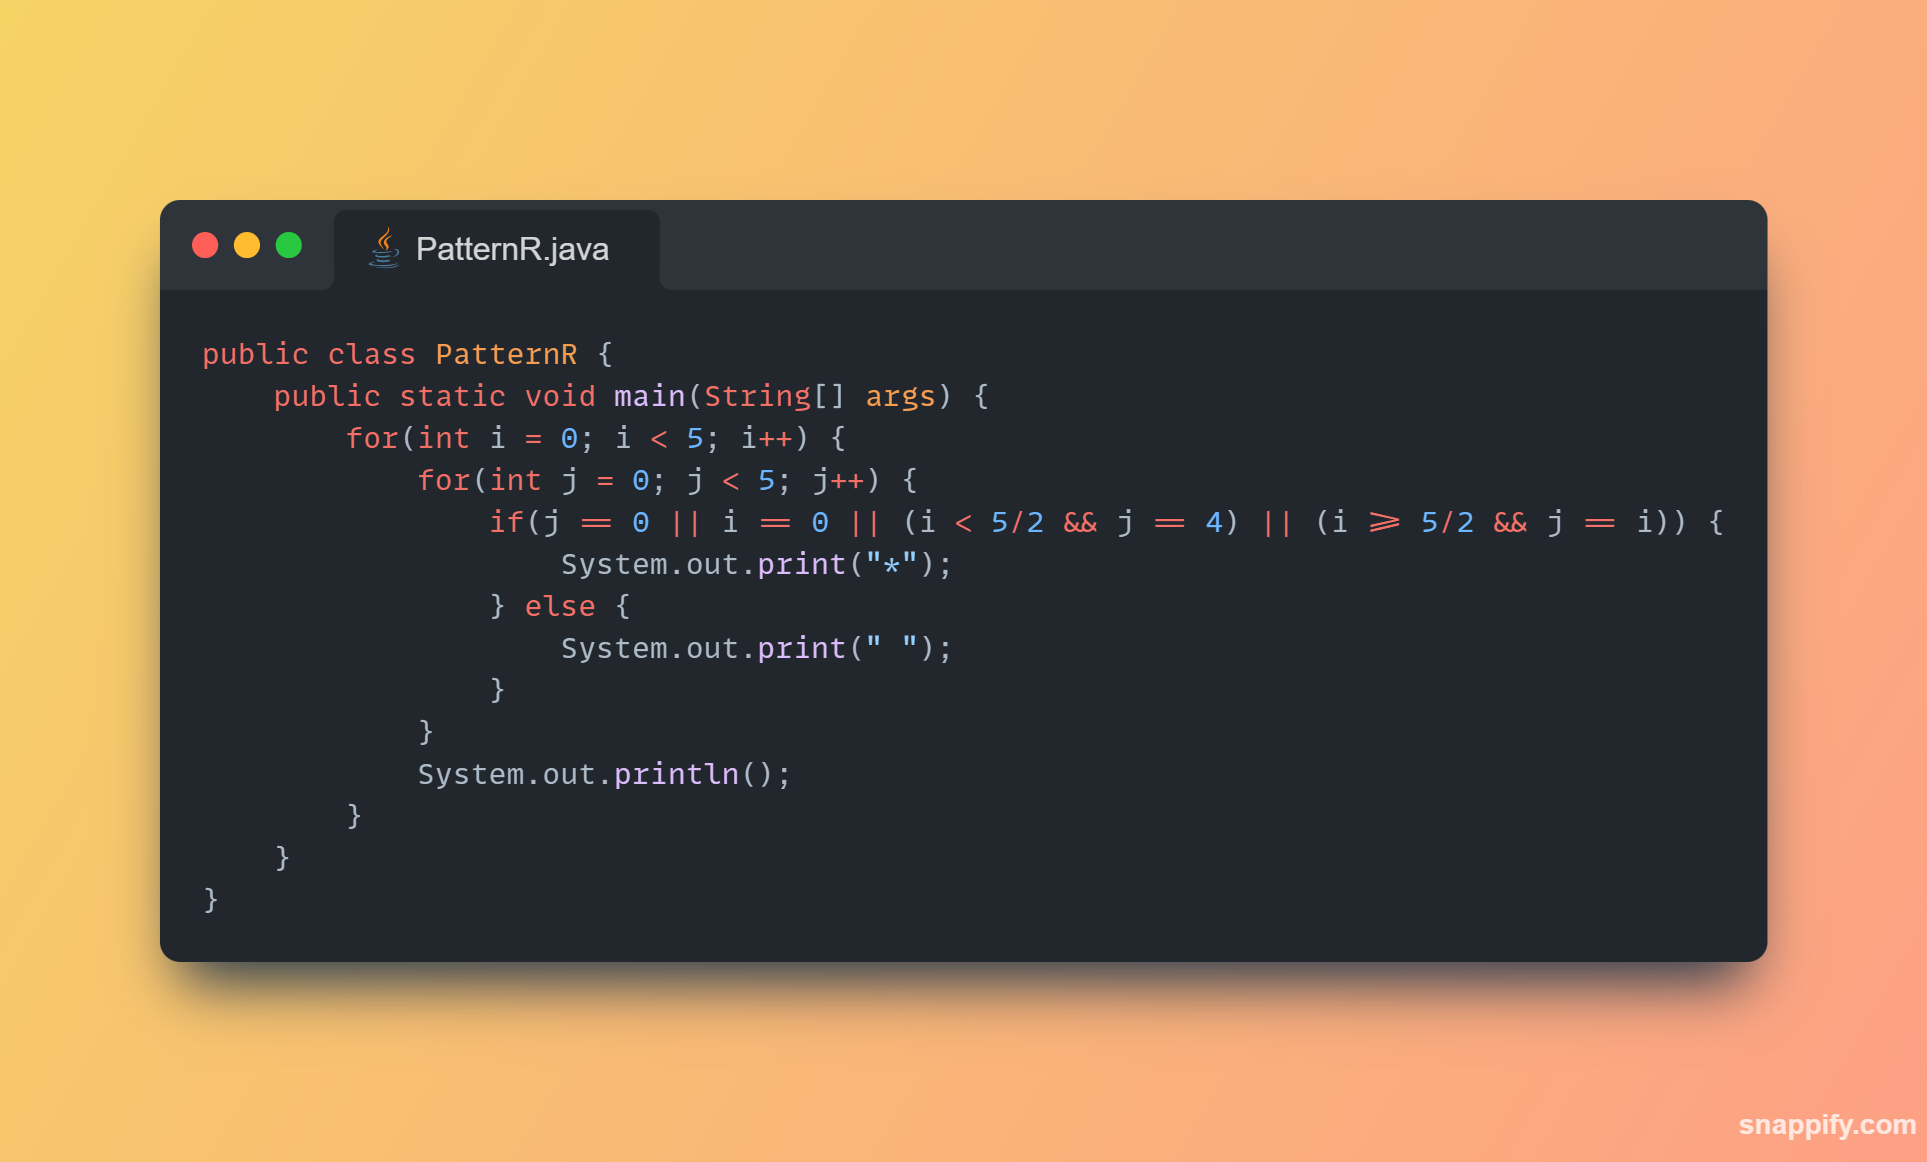 PatternR.java
public class PatternR {
    public static void main(String[] args) {
        for(int i = 0; i < 5; i++) {
            for(int j = 0; j < 5; j++) {
                if(j == 0 || i == 0 || (i < 5/2 && j == 4) || (i >= 5/2 && j == i)) {
                    System.out.print("*");
                } else {
                    System.out.print(" ");
                }
            }
            System.out.println();
        }
    }
}
snappify.com